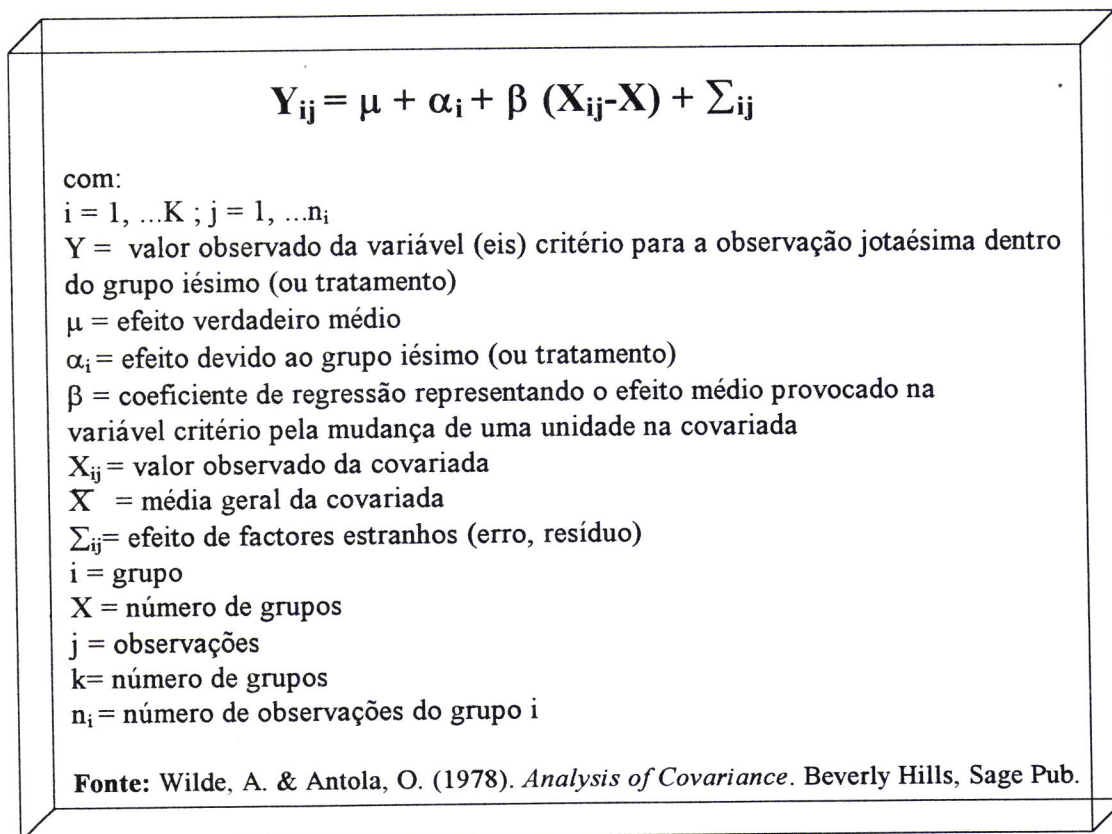 Yij = μ + αi + β (Xij-X) + ∑ij
com:
i = 1, ...K ; j = 1, ...ni
Y = valor observado da variável (eis) critério para a observação jotaésima dentro
do grupo iésimo (ou tratamento)
μ = efeito verdadeiro médio
αi = efeito devido ao grupo iésimo (ou tratamento)
β = coeficiente de regressão representando o efeito médio provocado na
variável critério pela mudança de uma unidade na covariada
Xij = valor observado da covariada
X̅ = média geral da covariada
∑ij= efeito de factores estranhos (erro, resíduo)
i = grupo
X = número de grupos
j = observações
k= número de grupos
ni = número de observações do grupo i
Fonte: Wilde, A. & Antola, O. (1978). Analysis of Covariance. Beverly Hills, Sage Pub.